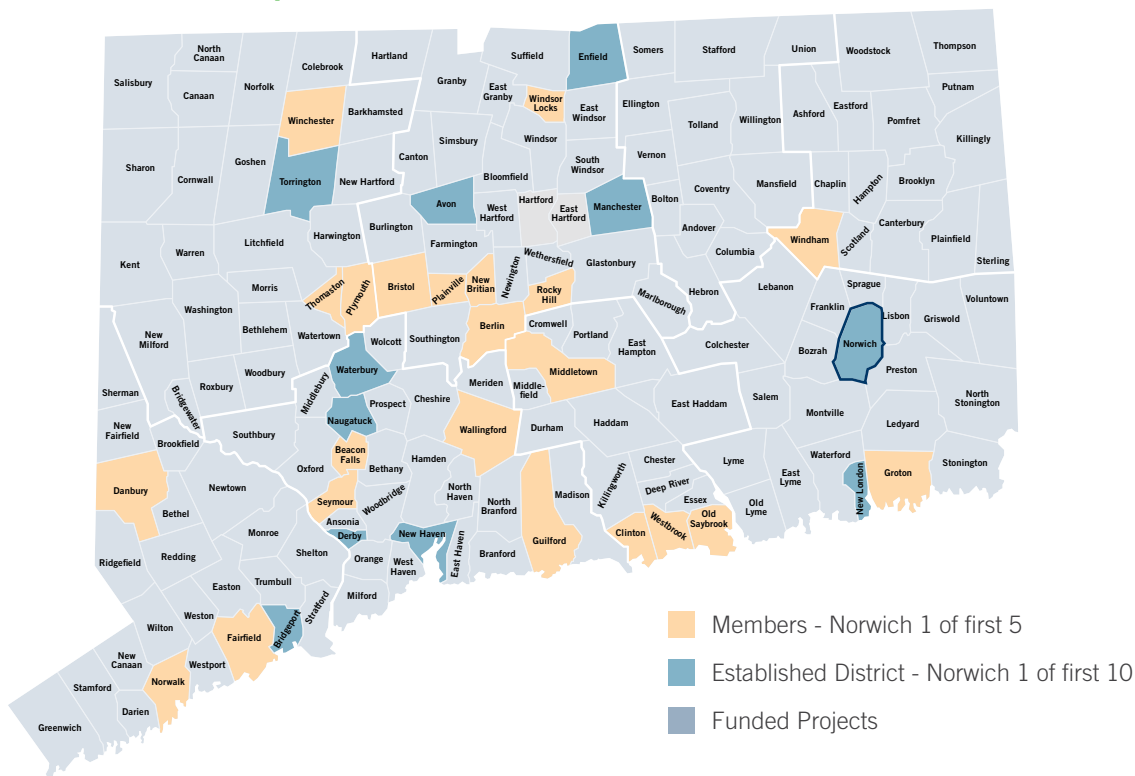 North
Canaan
Hartland
Suffield
Enfield
Somers
Stafford
Union
Woodstock
Thompson
Salisbury
Colebrook
Norfolk
Canaan
Granby
East
Granby
Windsor
Locks
East
Windsor
Ellington
Putnam
Winchester
Barkhamsted
Simsbury
Windsor
Tolland
Willington
Ashford
Eastford
Pomfret
Killingly
Sharon
Cornwall
Goshen
Torrington
New Hartford
Canton
Bloomfield
South
Windsor
Vernon
Coventry
Mansfield
Chaplin
Hampton
Brooklyn
Avon
West
Hartford
Hartford
East
Hartford
Manchester
Bolton
Andover
Columbia
Windham
Scotland
Canterbury
Plainfield
Sterling
Kent
Warren
Litchfield
Harwington
Burlington
Farmington
Newington
Wethersfield
Glastonbury
Marlborough
Hebron
Lebanon
Franklin
Sprague
Lisbon
Griswold
Voluntown
New
Milford
Washington
Morris
Bethlehem
Thomaston
Plymouth
Bristol
Plainville
New
Britian
Rocky
Hill
Berlin
Cromwell
Portland
East
Hampton
Colchester
Bozrah
Norwich
Preston
Watertown
Wolcott
Southington
Sherman
Bridgewater
Roxbury
Woodbury
Middlebury
Waterbury
Meriden
Middle-
field
Middletown
East Haddam
Salem
Montville
North
Stonington
New
Fairfield
Brookfield
Southbury
Naugatuck
Prospect
Cheshire
Wallingford
Durham
Haddam
Ledyard
Danbury
Newtown
Oxford
Beacon
Falls
Bethany
Hamden
Killingworth
Chester
Deep River
Essex
Lyme
East
Lyme
Waterford
New London
Groton
Stonington
Bethel
Seymour
Woodbridge
North
Haven
North
Branford
Madison
Guilford
Clinton
Westbrook
Old
Saybrook
Old
Lyme
Ridgefield
Redding
Monroe
Shelton
Ansonia
Derby
Orange
New Haven
West
Haven
East Haven
Branford
Easton
Trumbull
Stratford
Milford
Wilton
Weston
Fairfield
Bridgeport
New
Canaan
Norwalk
Westport
Stamford
Darien
Greenwich
Members - Norwich 1 of first 5
Established District - Norwich 1 of first 10
Funded Projects